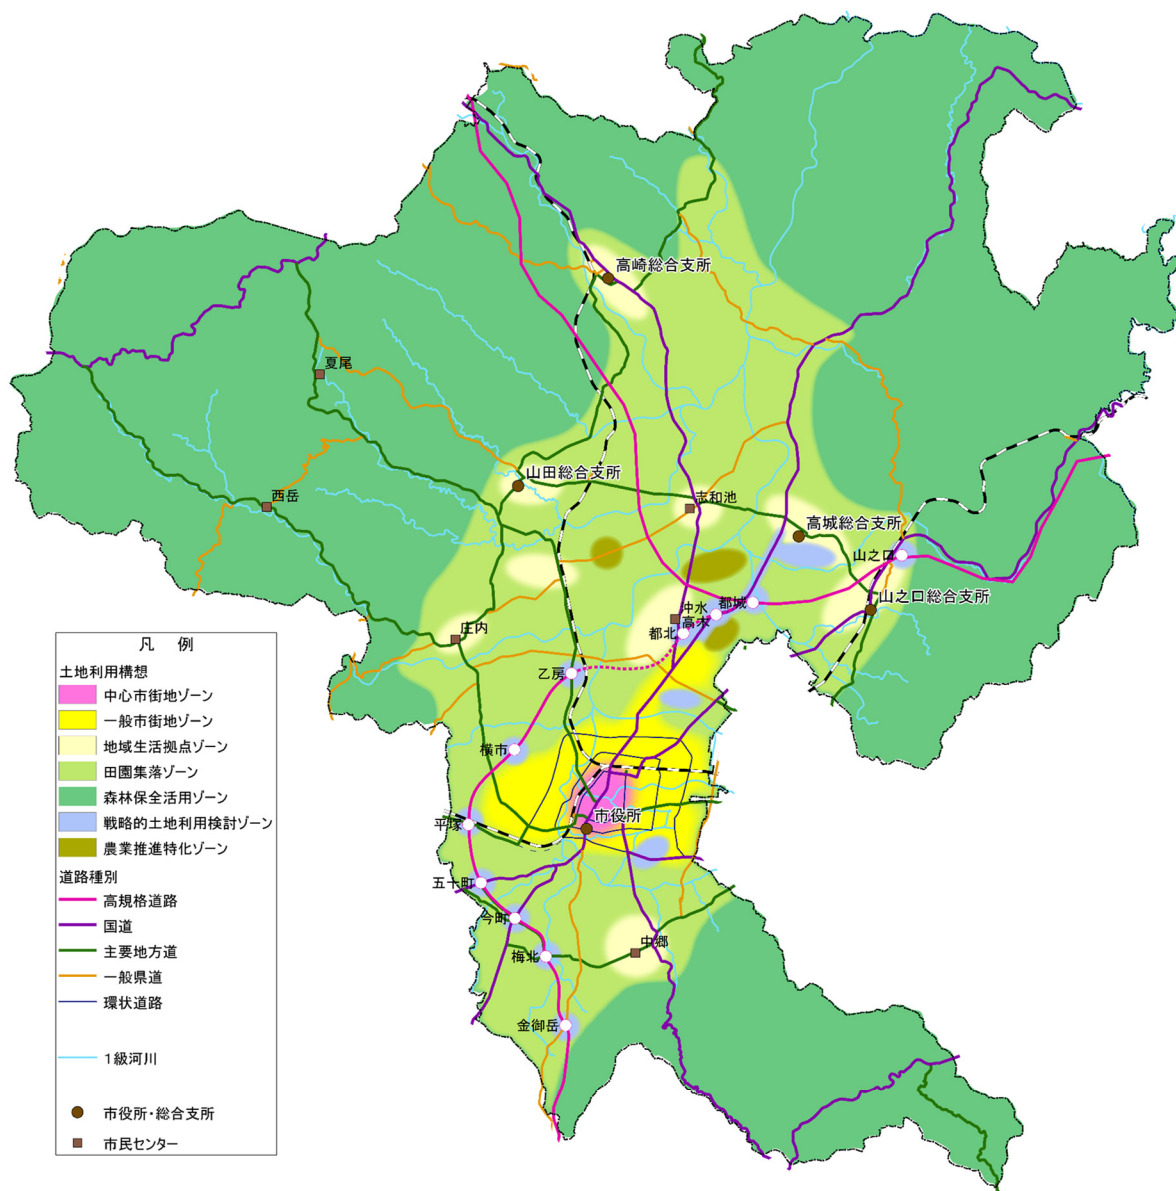 高崎総合支所
夏尾
山田総合支所
西岳
志和池
高城総合支所
山之口
山之口総合支所
都城
沖水
高木
都北
庄内
乙房
横市
市役所
平塚
五十町
今町
中郷
梅北
金御岳
凡 例
土地利用構想
中心市街地ゾーン
一般市街地ゾーン
地域生活拠点ゾーン
田園集落ゾーン
森林保全活用ゾーン
戦略的土地利用検討ゾーン
農業推進特化ゾーン
道路種別
高規格道路
国道
主要地方道
一般県道
環状道路
1級河川
市役所・総合支所
市民センター